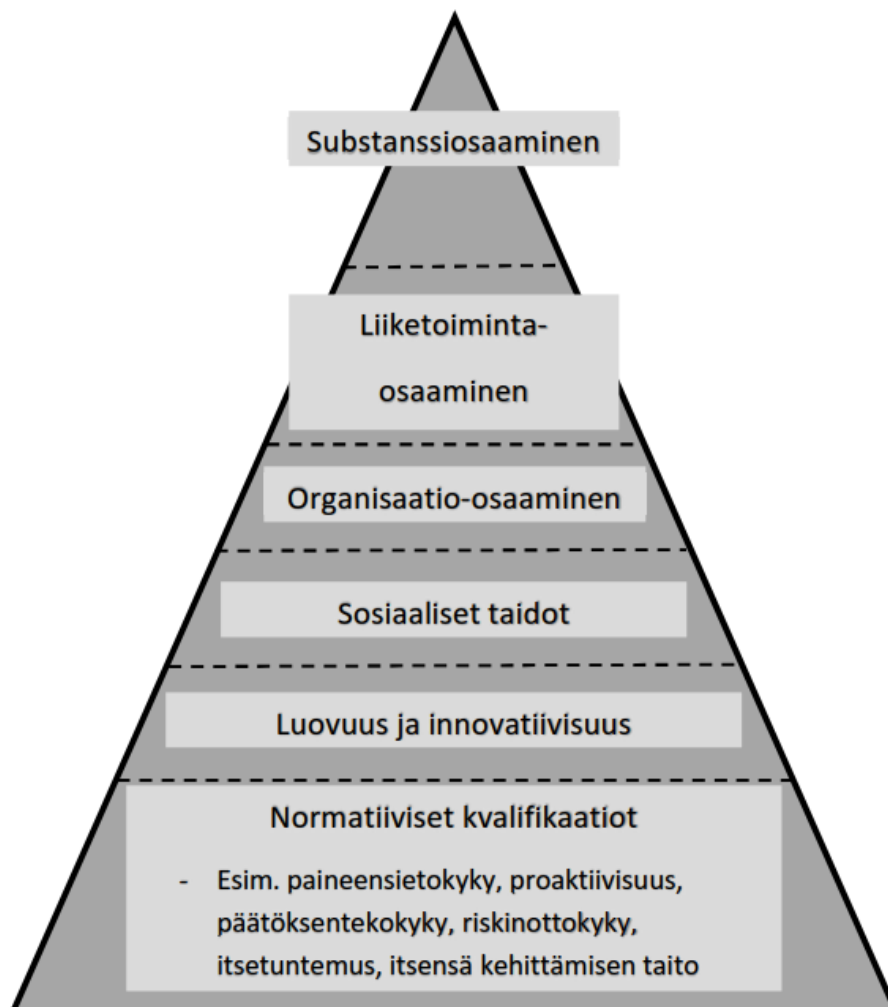 Substanssiosaaminen
Liiketoiminta-
osaaminen
Organisaatio-osaaminen
Sosiaaliset taidot
Luovuus ja innovatiivisuus
Normatiiviset kvalifikaatiot
- Esim. paineensietokyky, proaktiivisuus,
päätöksentekokyky, riskinottokyky,
itsetuntemus, itsensä kehittämisen taito